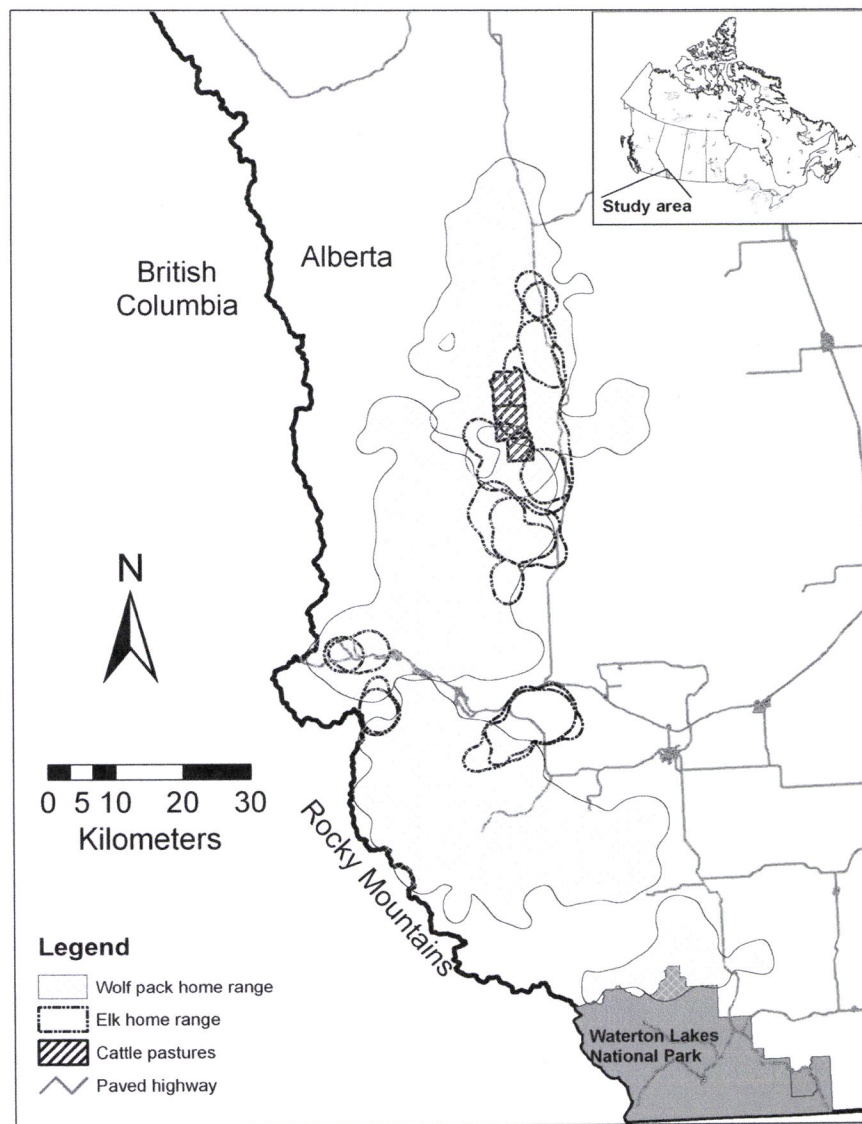 Study area
British
Columbia
Alberta
N
0 5 10 20 30
Kilometers
Rocky Mountains
Legend
Wolf pack home range
Elk home range
Cattle pastures
Paved highway
Waterton Lakes
National Park